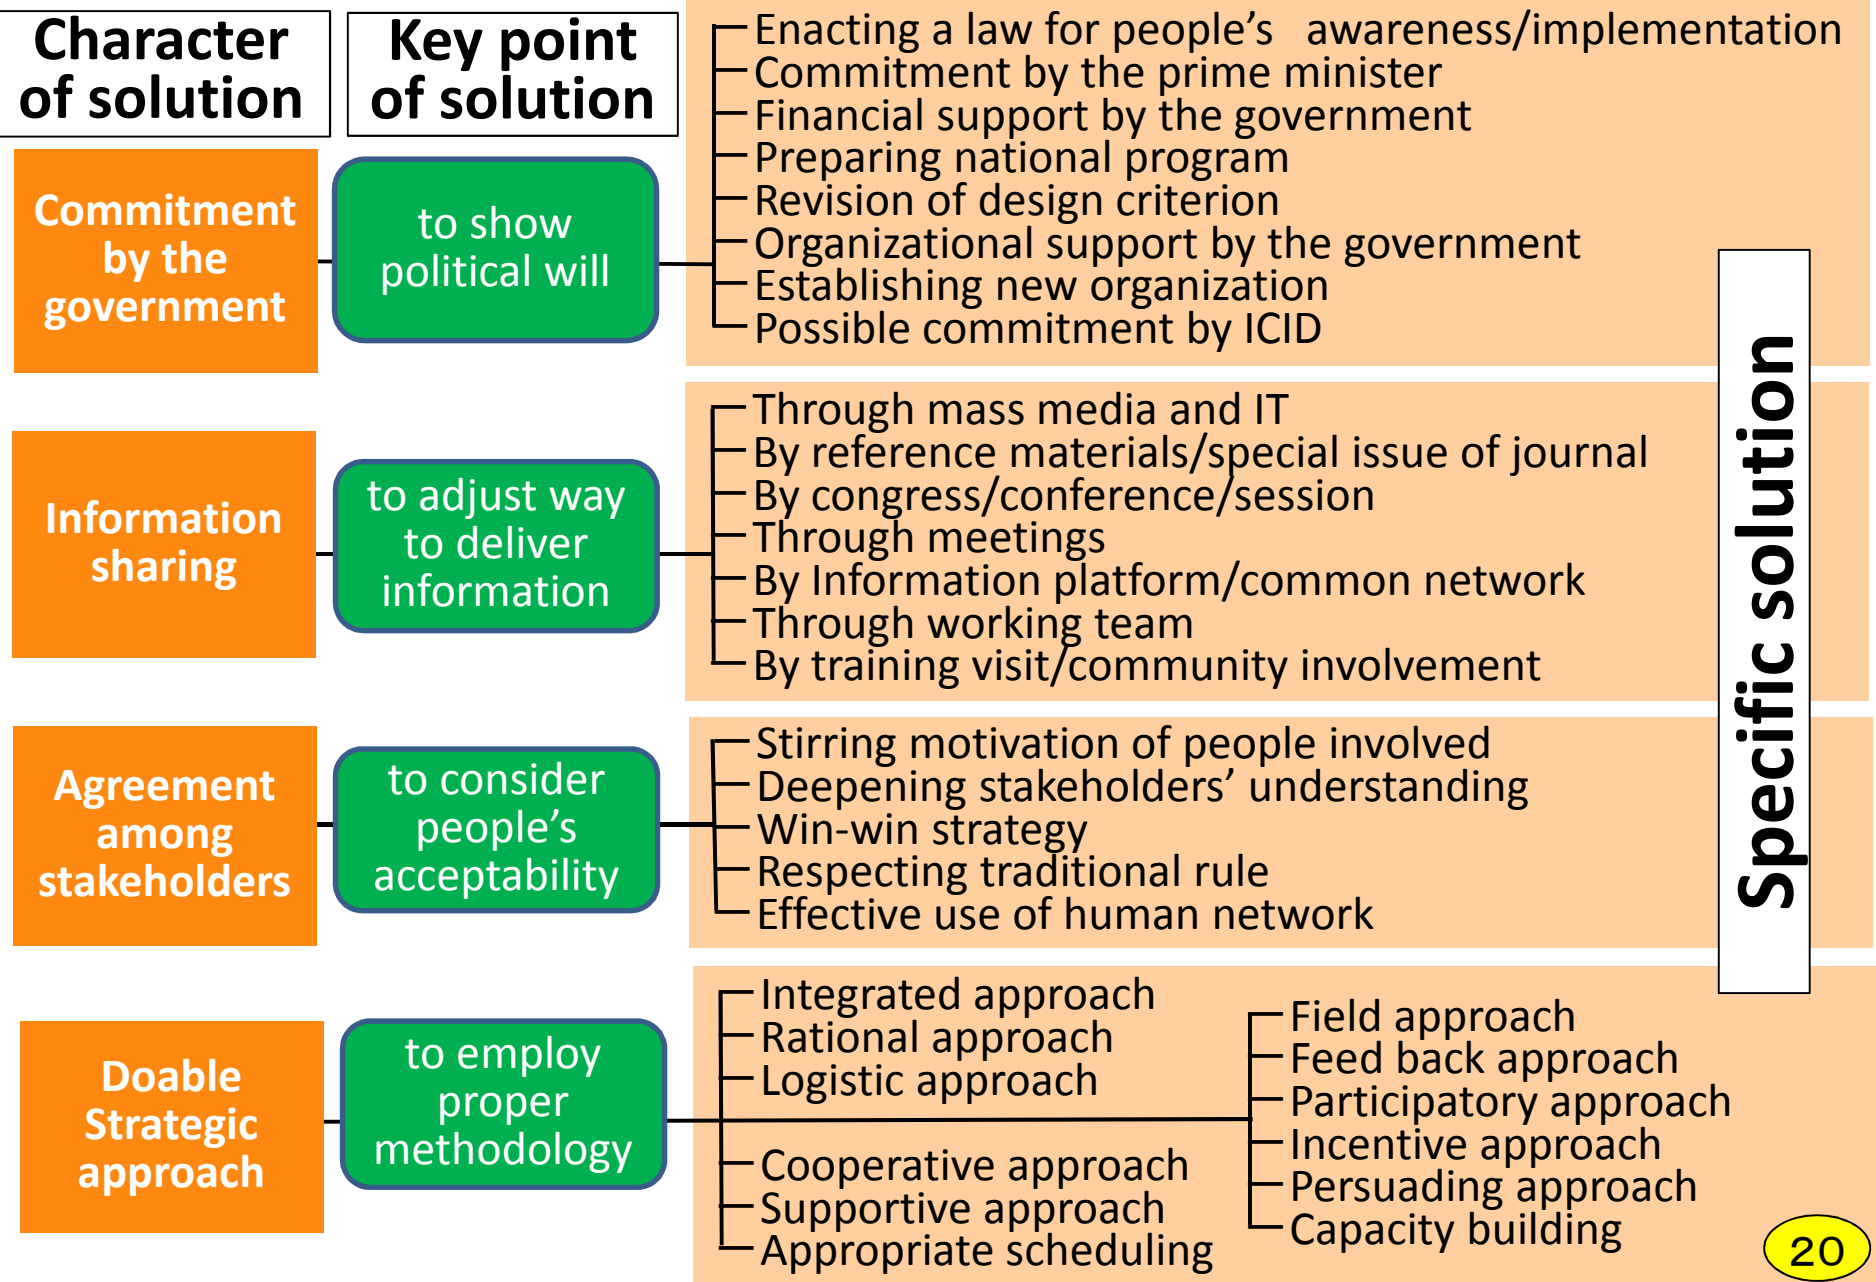 Character
of solution
Key point
of solution
Specific solution
Commitment
by the
government
to show
political will
Enacting a law for people's awareness/implementation
Commitment by the prime minister
Financial support by the government
Preparing national program
Revision of design criterion
Organizational support by the government
Establishing new organization
Possible commitment by ICID
Information
sharing
to adjust way
to deliver
information
Through mass media and IT
By reference materials/special issue of journal
By congress/conference/session
Through meetings
By Information platform/common network
Through working team
By training visit/community involvement
Agreement
among
stakeholders
to consider
people's
acceptability
Stirring motivation of people involved
Deepening stakeholders' understanding
Win-win strategy
Respecting traditional rule
Effective use of human network
Doable
Strategic
approach
to employ
proper
methodology
Integrated approach
Rational approach
Logistic approach
Cooperative approach
Supportive approach
Appropriate scheduling
Field approach
Feed back approach
Participatory approach
Incentive approach
Persuading approach
Capacity building
20